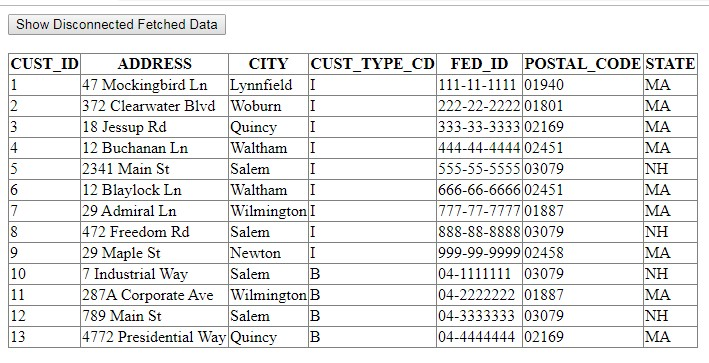 Show Disconnected Fetched Data
CUST_ID ADDRESS CITY CUST_TYPE_CD FED_ID POSTAL_CODE STATE
1 47 Mockingbird Ln Lynnfield I 111-11-1111 01940 MA
2 372 Clearwater Blvd Woburn I 222-22-2222 01801 MA
3 18 Jessup Rd Quincy I 333-33-3333 02169 MA
4 12 Buchanan Ln Waltham I 444-44-4444 02451 MA
5 2341 Main St Salem I 555-55-5555 03079 NH
6 12 Blaylock Ln Waltham I 666-66-6666 02451 MA
7 29 Admiral Ln Wilmington I 777-77-7777 01887 MA
8 472 Freedom Rd Salem I 888-88-8888 03079 NH
9 29 Maple St Newton I 999-99-9999 02458 MA
10 7 Industrial Way Salem B 04-1111111 03079 NH
11 287A Corporate Ave Wilmington B 04-2222222 01887 MA
12 789 Main St Salem B 04-3333333 03079 NH
13 4772 Presidential Way Quincy B 04-4444444 02169 MA